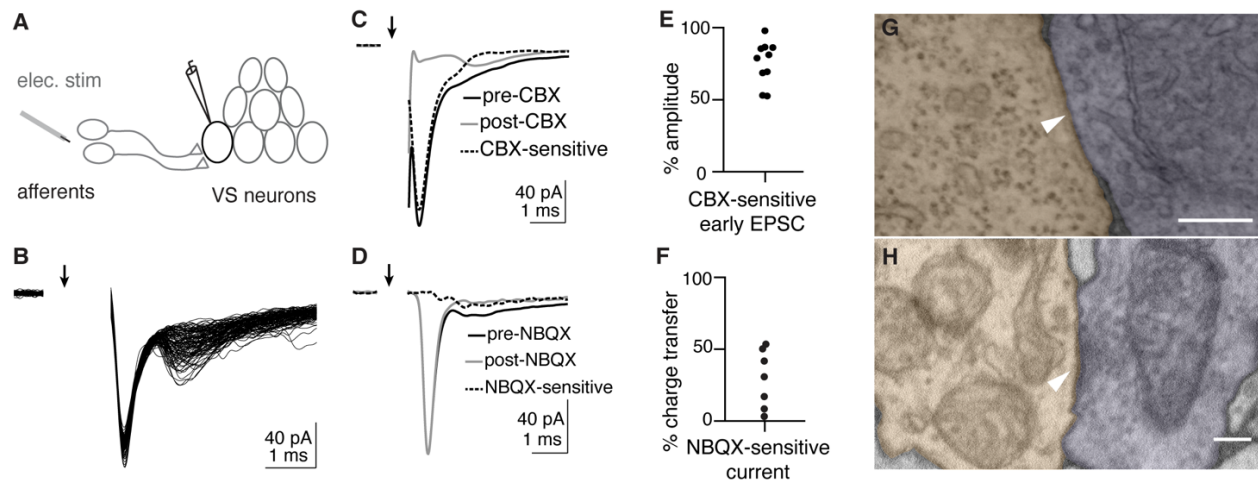 A
elec. stim
afferents
VS neurons
B
40 pA
1 ms
C
pre-CBX
post-CBX
CBX-sensitive
40 pA
1 ms
D
pre-NBQX
post-NBQX
NBQX-sensitive
40 pA
1 ms
E
% amplitude
100
50
0
CBX-sensitive
early EPSC
F
% charge transfer
100
50
0
NBQX-sensitive
current
G
H